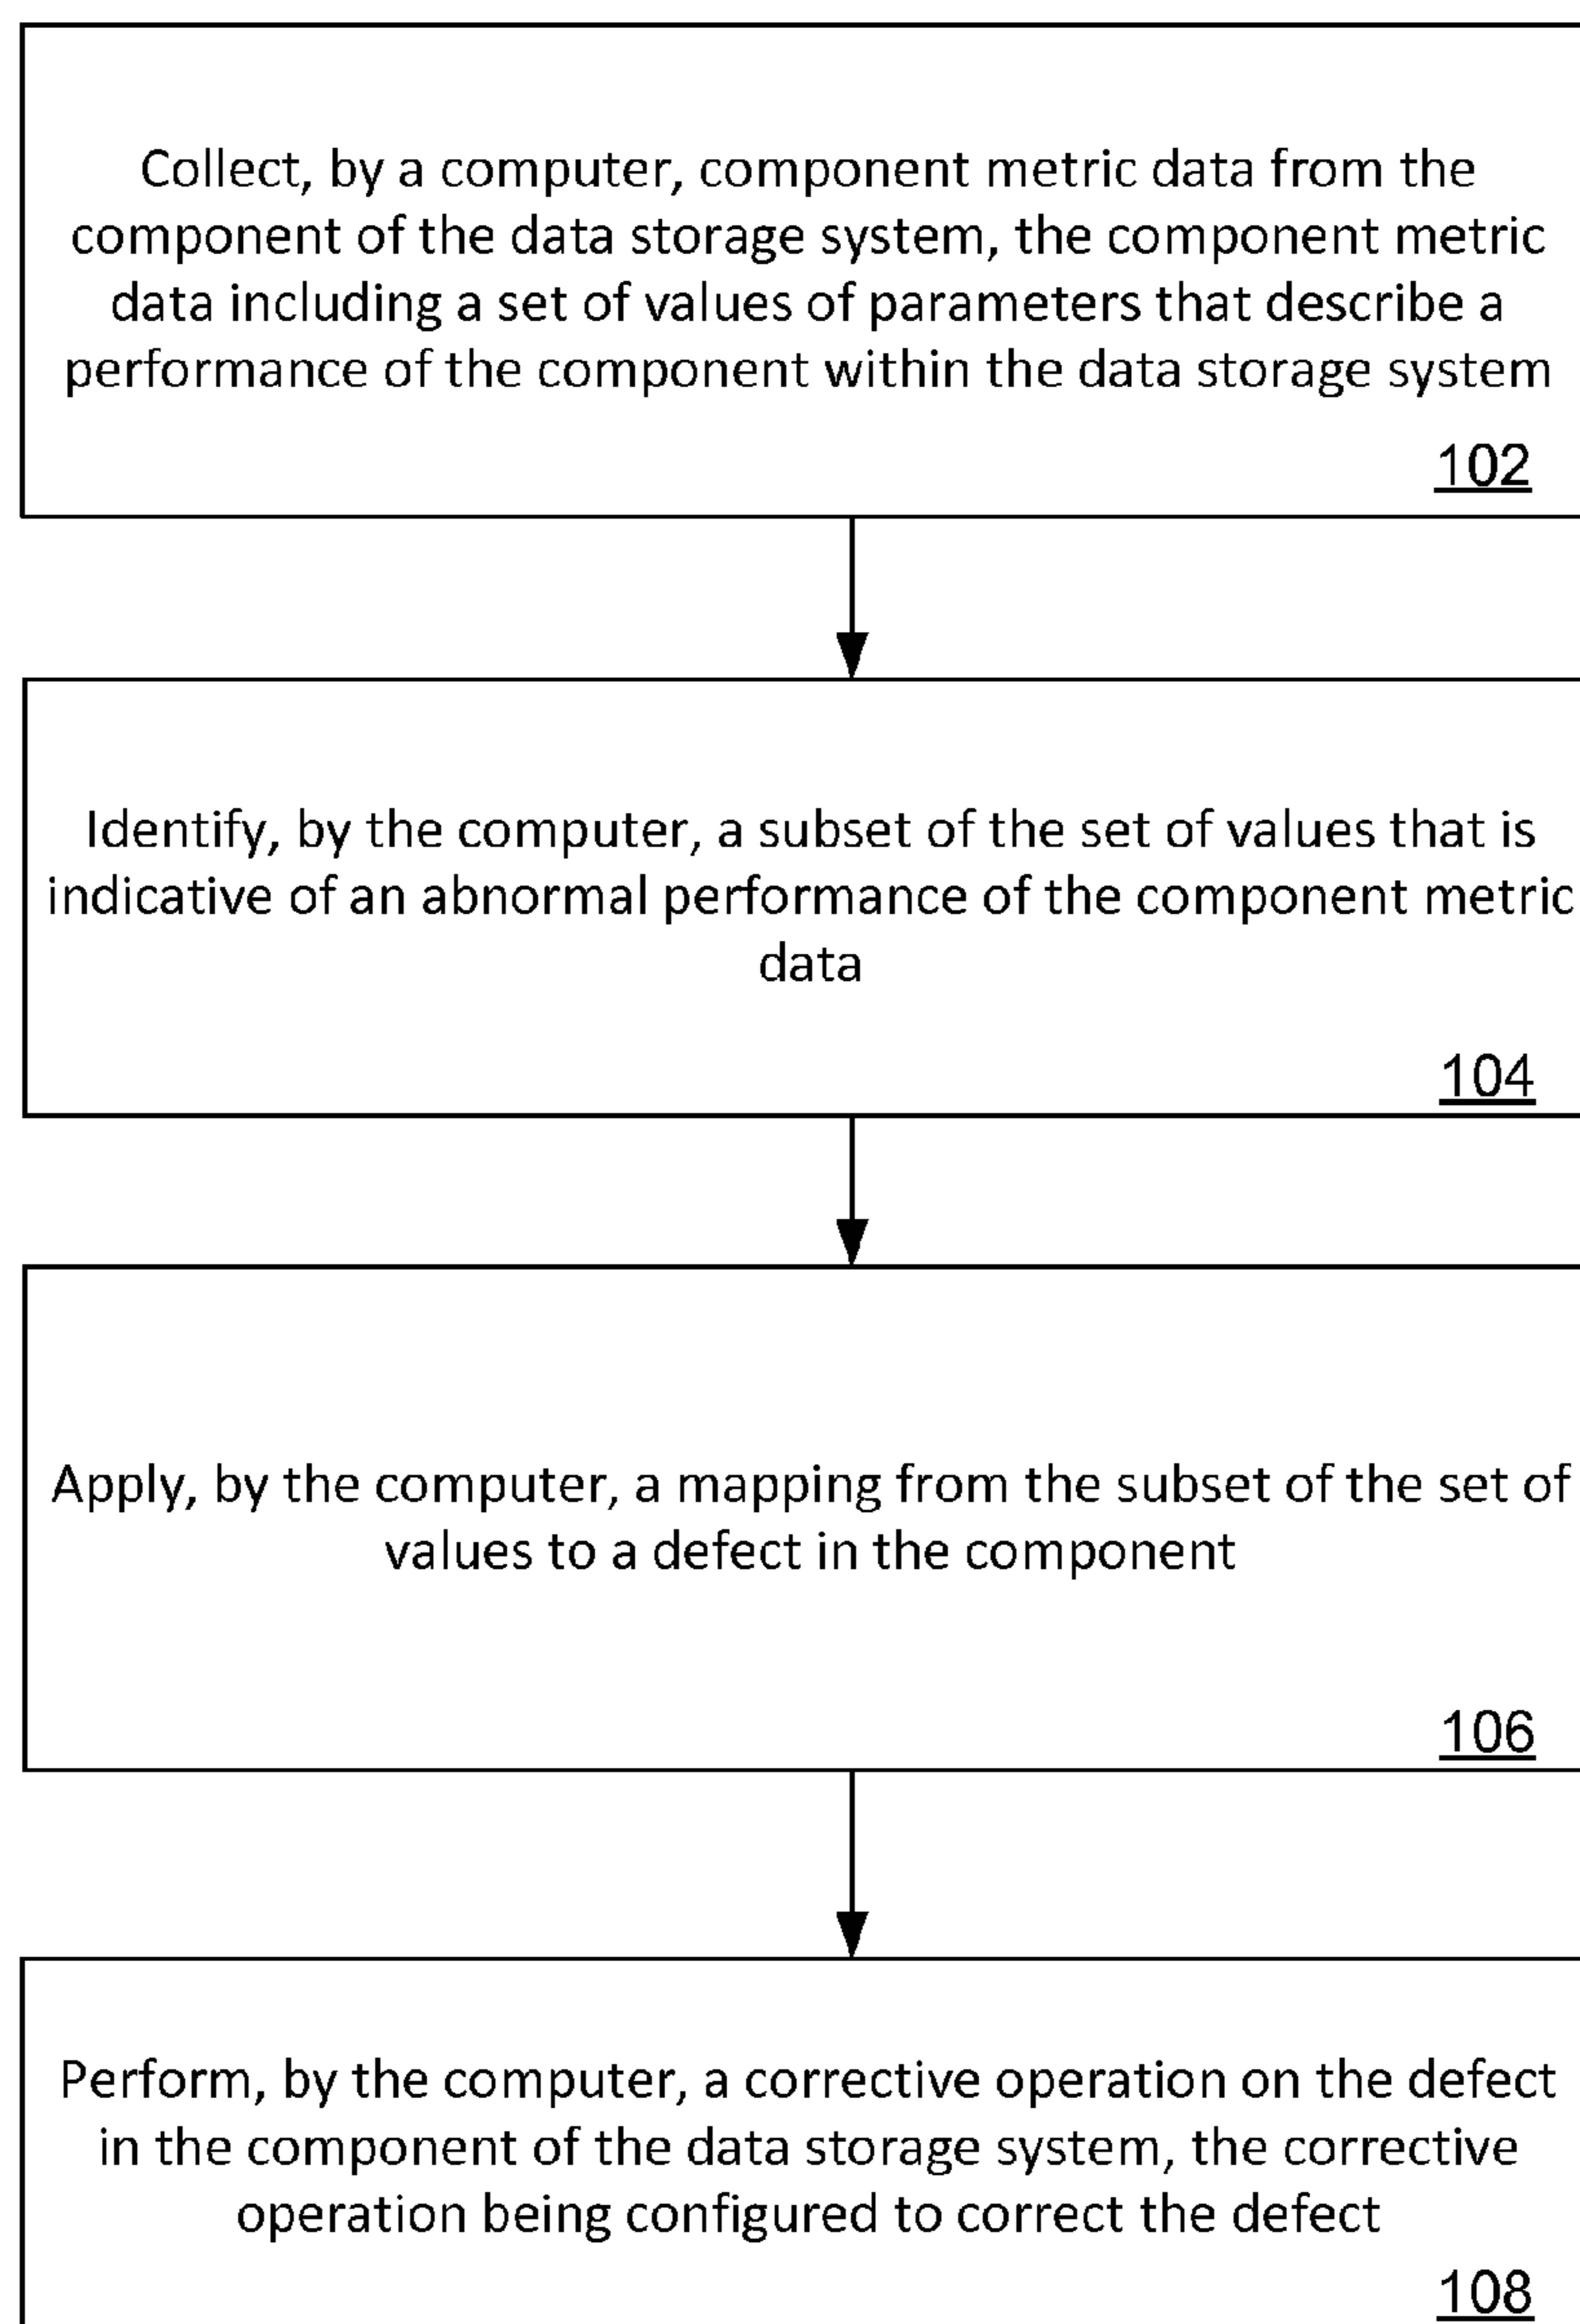 Collect, by a computer, component metric data from the
component of the data storage system, the component metric
data including a set of values of parameters that describe a
performance of the component within the data storage system
102
Identify, by the computer, a subset of the set of values that is
indicative of an abnormal performance of the component metric
data
104
Apply, by the computer, a mapping from the subset of the set of
values to a defect in the component
106
Perform, by the computer, a corrective operation on the defect
in the component of the data storage system, the corrective
operation being configured to correct the defect
108